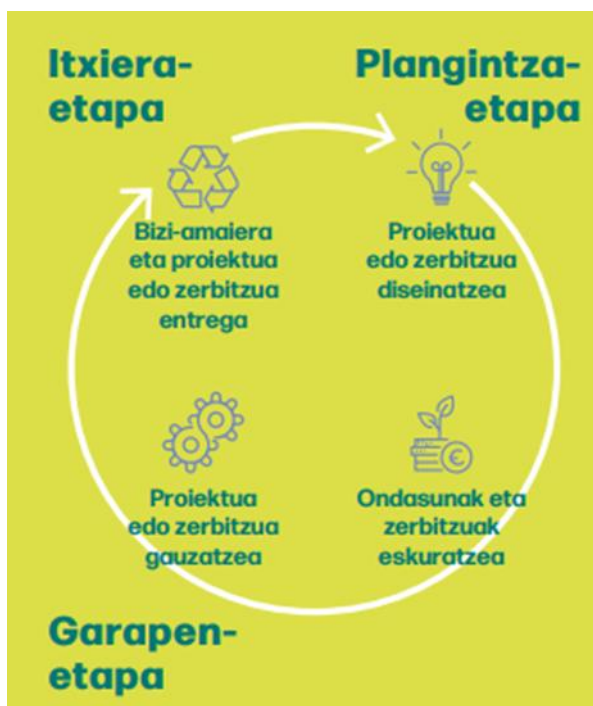 Itxiera-
etapa
Plangintza-
etapa
Bizi-amaiera
eta proiektua
edo zerbitzua
entrega
Proiektua
edo zerbitzua
diseinatzea
Proiektua
edo zerbitzua
gauzatzea
Ondasunak eta
zerbitzuak
eskuratzea
€
Garapen-
etapa